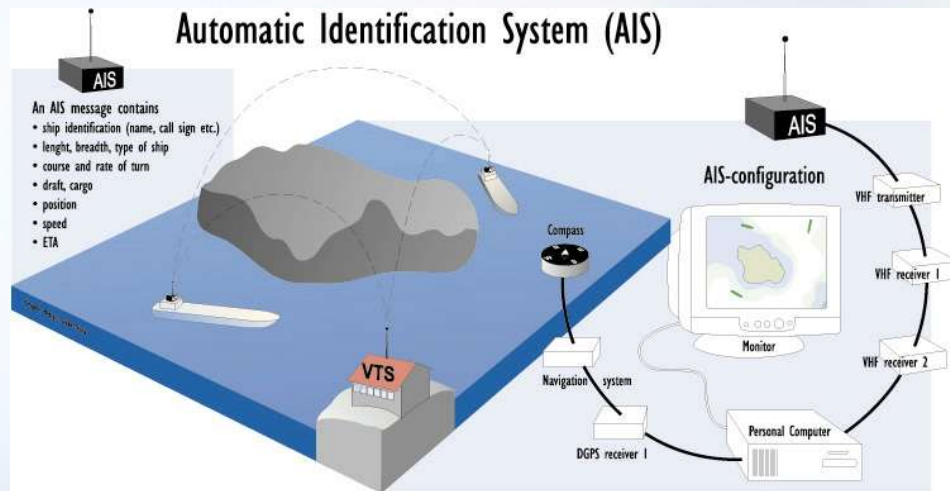 Automatic Identification System (AIS)
AIS
An AIS message contains
• ship identification (name, call sign etc.)
• lenght, breadth, type of ship
• course and rate of turn
• draft, cargo
• position
• speed
• ETA
VTS
AIS
AIS-configuration
VHF transmitter
VHF receiver 1
VHF receiver 2
Compass
Monitor
Navigation system
DGPS receiver 1
Personal Computer